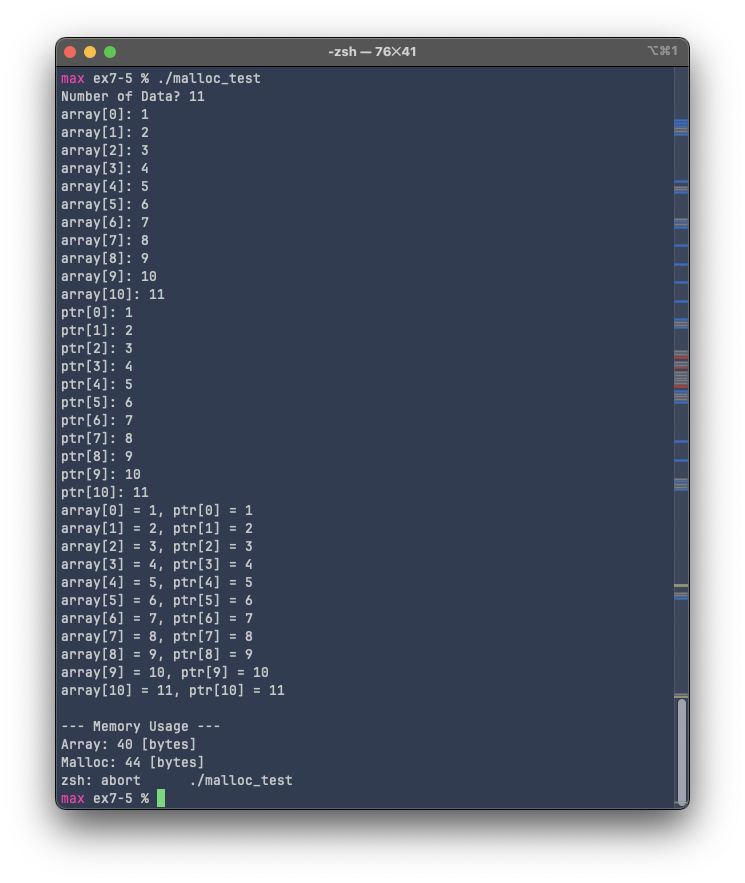 -zsh — 76×41
⌥⌘1
max ex7-5 % ./malloc_test
Number of Data? 11
array[0]: 1
array[1]: 2
array[2]: 3
array[3]: 4
array[4]: 5
array[5]: 6
array[6]: 7
array[7]: 8
array[8]: 9
array[9]: 10
array[10]: 11
ptr[0]: 1
ptr[1]: 2
ptr[2]: 3
ptr[3]: 4
ptr[4]: 5
ptr[5]: 6
ptr[6]: 7
ptr[7]: 8
ptr[8]: 9
ptr[9]: 10
ptr[10]: 11
array[0] = 1, ptr[0] = 1
array[1] = 2, ptr[1] = 2
array[2] = 3, ptr[2] = 3
array[3] = 4, ptr[3] = 4
array[4] = 5, ptr[4] = 5
array[5] = 6, ptr[5] = 6
array[6] = 7, ptr[6] = 7
array[7] = 8, ptr[7] = 8
array[8] = 9, ptr[8] = 9
array[9] = 10, ptr[9] = 10
array[10] = 11, ptr[10] = 11
--- Memory Usage ---
Array: 40 [bytes]
Malloc: 44 [bytes]
zsh: abort      ./malloc_test
max ex7-5 %